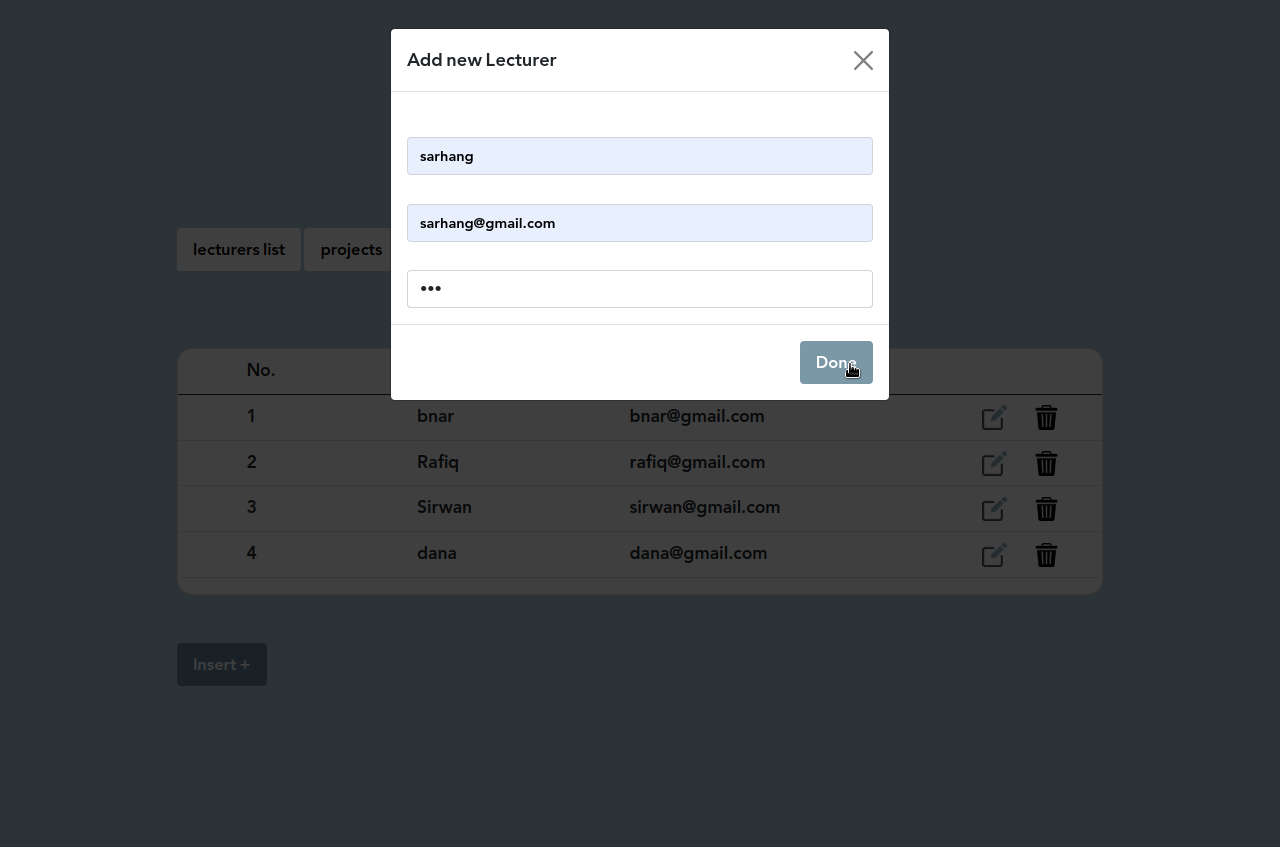 Add new Lecturer
sarhang
sarhang@gmail.com
•••
Done
lecturers list
projects
No.
1 bnar bnar@gmail.com
2 Rafiq rafiq@gmail.com
3 Sirwan sirwan@gmail.com
4 dana dana@gmail.com
Insert +